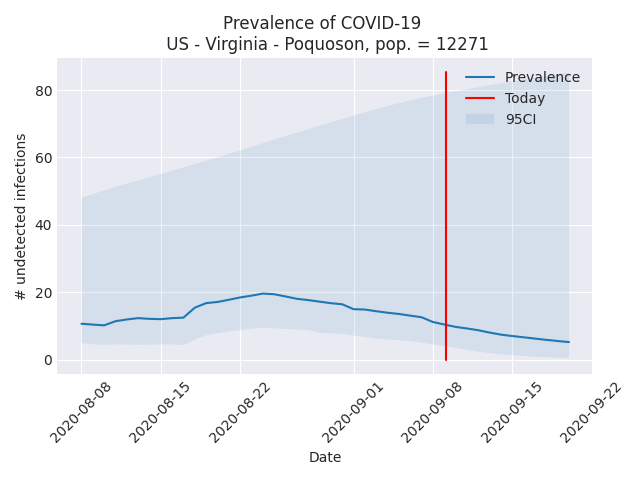 Prevalence of COVID-19
US - Virginia - Poquoson, pop. = 12271
# undetected infections
80
60
40
20
0
Prevalence
Today
95CI
2020-08-08
2020-08-15
2020-08-22
2020-09-01
2020-09-08
2020-09-15
2020-09-22
Date